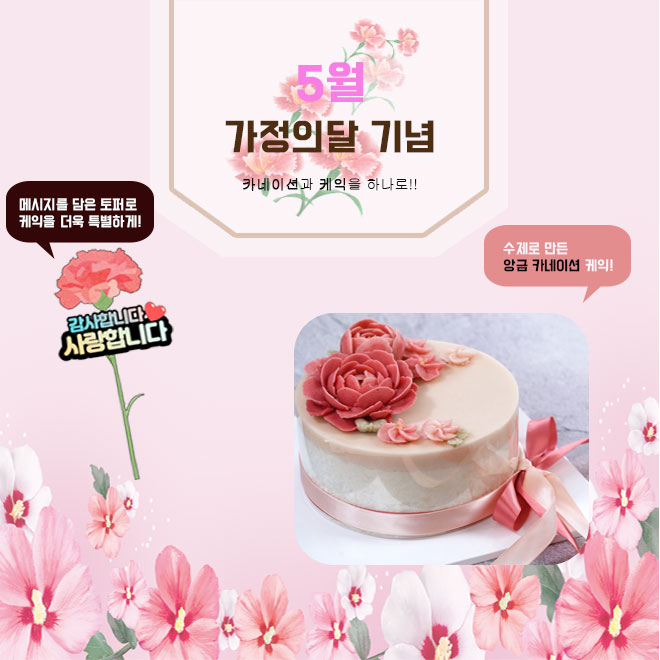 5월
가정의달 기념
카네이션과 케익을 하나로!!
메시지를 담은 토퍼로
케익을 더욱 특별하게!
수제로 만든
앙금 카네이션 케익!
감사합니다
사랑합니다